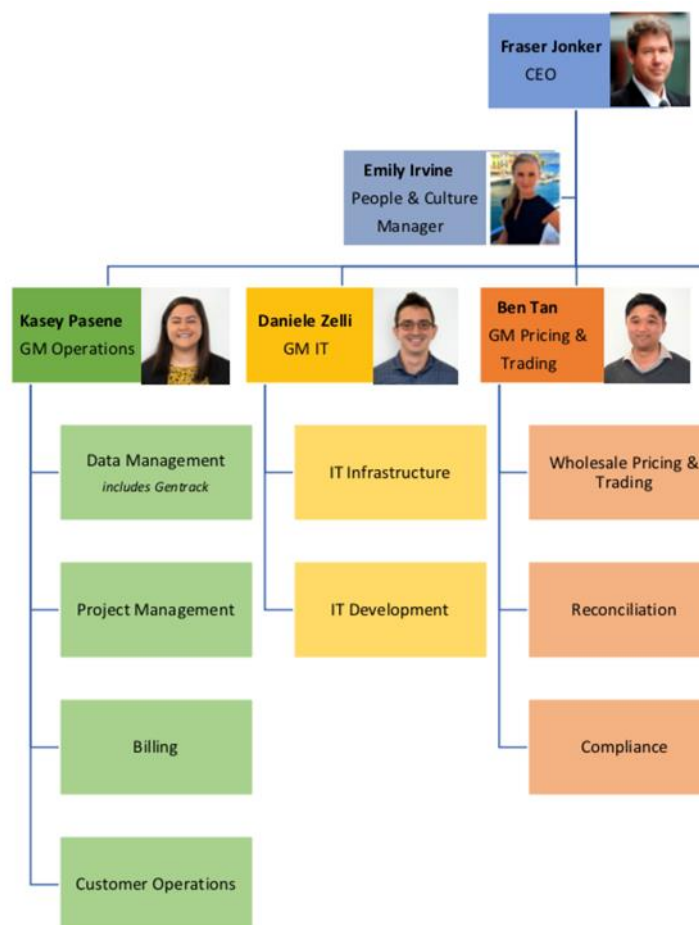 Fraser Jonker
CEO
Emily Irvine
People & Culture
Manager
Kasey Pasene
GM Operations
Daniele Zelli
GM IT
Ben Tan
GM Pricing &
Trading
Data Management
includes Gentrack
Project Management
Billing
Customer Operations
IT Infrastructure
IT Development
Wholesale Pricing &
Trading
Reconciliation
Compliance